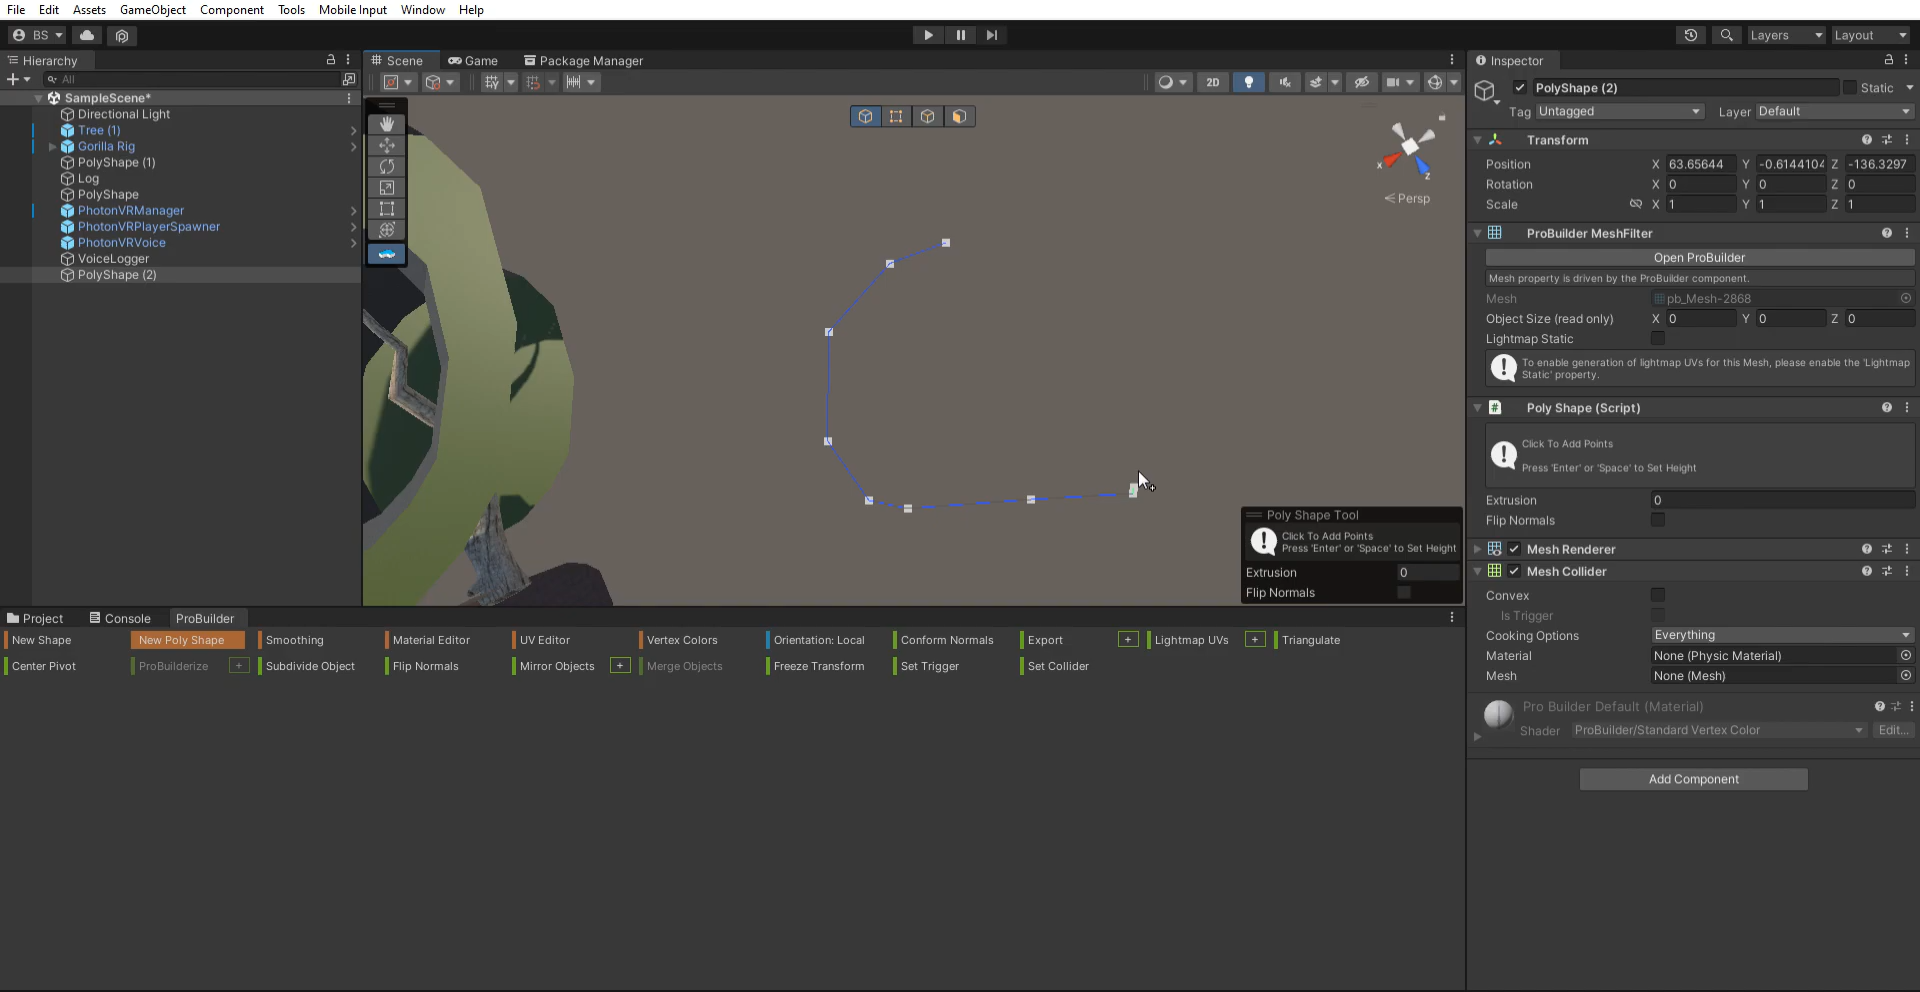 File Edit Assets GameObject Component Tools Mobile Input Window Help
BS Layers Layout
Hierarchy
All
SampleScene*
Directional Light
Tree (1)
Gorilla Rig
PolyShape (1)
Log
PolyShape
PhotonVRManager
PhotonVRPlayerSpawner
PhotonVRVoice
VoiceLogger
PolyShape (2)
Scene Game Package Manager
2D
x
z
Persp
Poly Shape Tool
Click To Add Points
Press 'Enter' or 'Space' to Set Height
Extrusion 0
Flip Normals
Inspector
PolyShape (2) Static
Tag Untagged Layer Default
Transform
Position X 63.65644 Y -0.6144104 Z -136.3297
Rotation X 0 Y 0 Z 0
Scale X 1 Y 1 Z 1
ProBuilder MeshFilter
Open ProBuilder
Mesh property is driven by the ProBuilder component.
Mesh pb_Mesh-2868
Object Size (read only) X 0 Y 0 Z 0
Lightmap Static
To enable generation of lightmap UVs for this Mesh, please enable the 'Lightmap
Static' property.
Poly Shape (Script)
Click To Add Points
Press 'Enter' or 'Space' to Set Height
Extrusion 0
Flip Normals
Mesh Renderer
Mesh Collider
Convex
Is Trigger
Cooking Options Everything
Material None (Physic Material)
Mesh None (Mesh)
Pro Builder Default (Material)
Shader ProBuilder/Standard Vertex Color Edit...
Add Component
Project Console ProBuilder
New Shape New Poly Shape Smoothing Material Editor UV Editor Vertex Colors Orientation: Local Conform Normals Export + Lightmap UVs + Triangulate
Center Pivot ProBuilderize + Subdivide Object Flip Normals Mirror Objects + Merge Objects Freeze Transform Set Trigger Set Collider